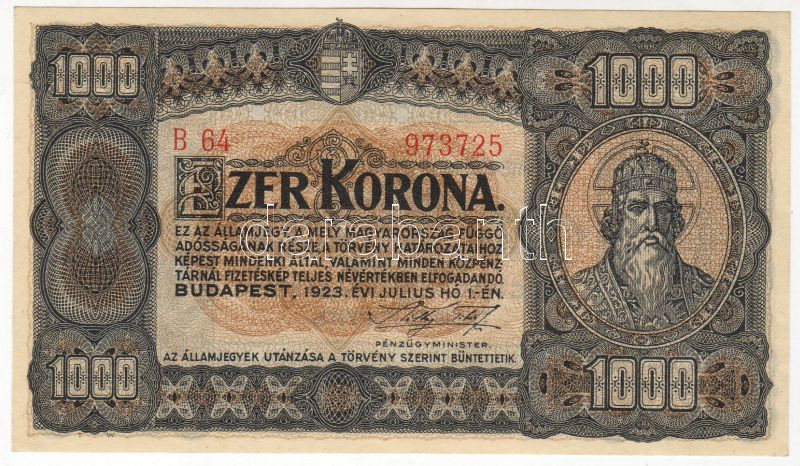 1000 1000
B 64 973725
EZER KORONA.
EZ AZ ÁLLAMJEGY, A MELY MAGYARORSZÁG FÜGGŐ
ADÓSSÁGÁNAK RÉSZE, A TÖRVÉNY HATÁROZATAIHOZ
KÉPEST MINDENKI ÁLTAL, VALAMINT MINDEN KÖZPÉNZ-
TÁRNÁL FIZETÉSKÉP TELJES NÉVÉRTÉKBEN ELFOGADANDÓ.
BUDAPEST, 1923. ÉVI JULIUS HÓ 1-ÉN.
PÉNZÜGYMINISTER.
AZ ÁLLAMJEGYEK UTÁNZÁSA A TÖRVÉNY SZERINT BÜNTETTETIK.
1000 1000
T W